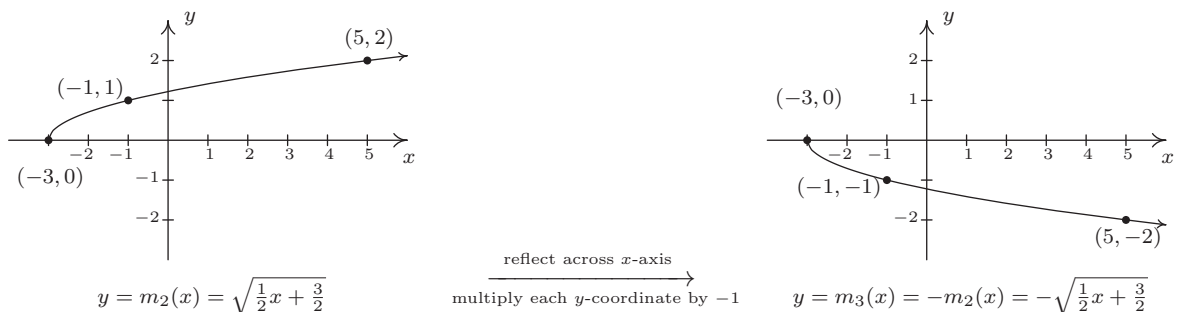 y
(5, 2)
2
(−1, 1)
−2 −1 1 2 3 4 5 x
(−3, 0)
−1
−2
y = m₂(x) = √(½x + 3/2)
reflect across x-axis
multiply each y-coordinate by −1
y
2
(−3, 0)
1
−2 −1 1 2 3 4 5 x
(−1, −1)
−2
(5, −2)
y = m₃(x) = −m₂(x) = −√(½x + 3/2)